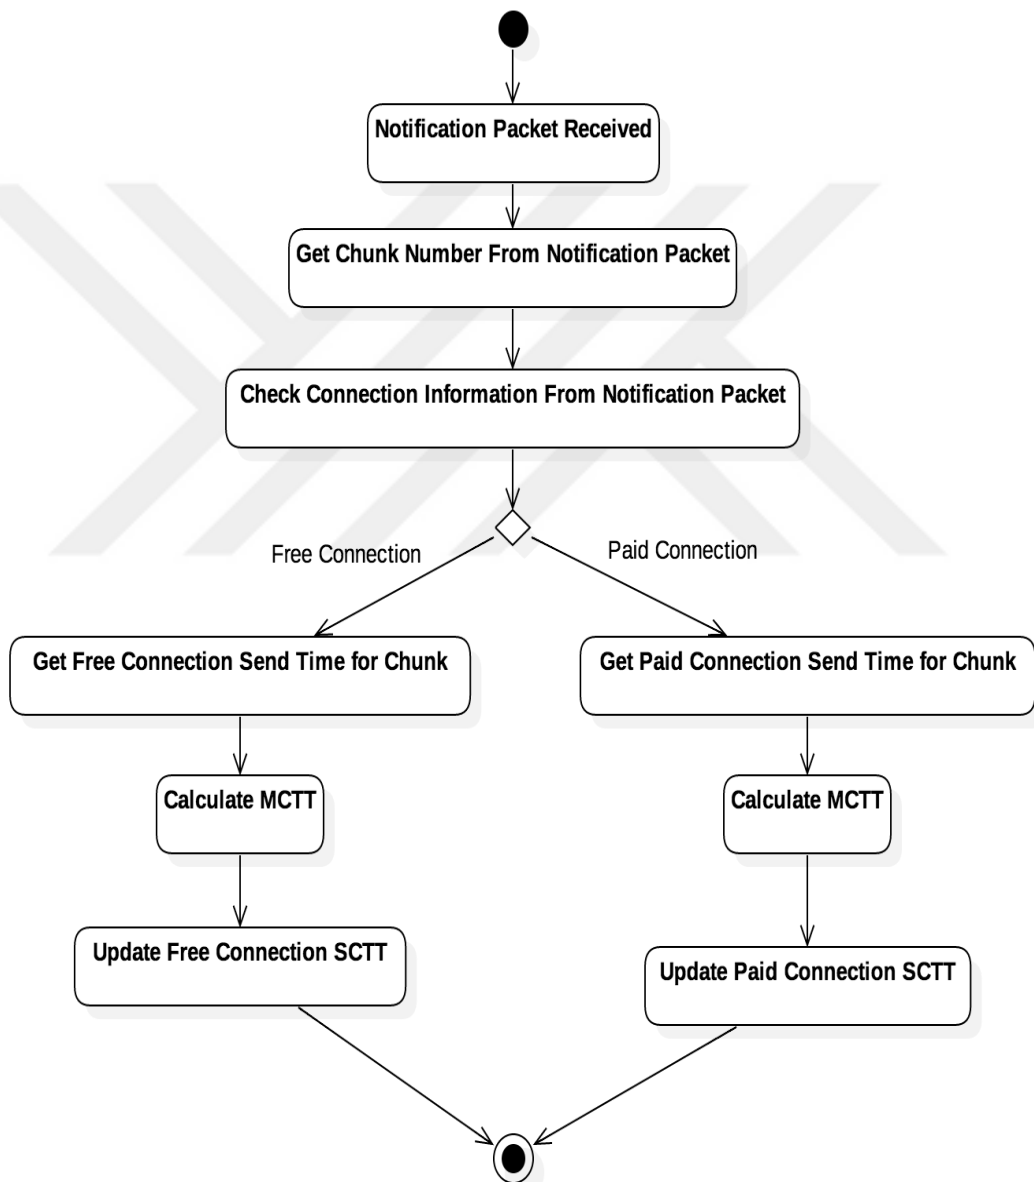 Notification Packet Received
Get Chunk Number From Notification Packet
Check Connection Information From Notification Packet
Free Connection
Paid Connection
Get Free Connection Send Time for Chunk
Get Paid Connection Send Time for Chunk
Calculate MCTT
Calculate MCTT
Update Free Connection SCTT
Update Paid Connection SCTT